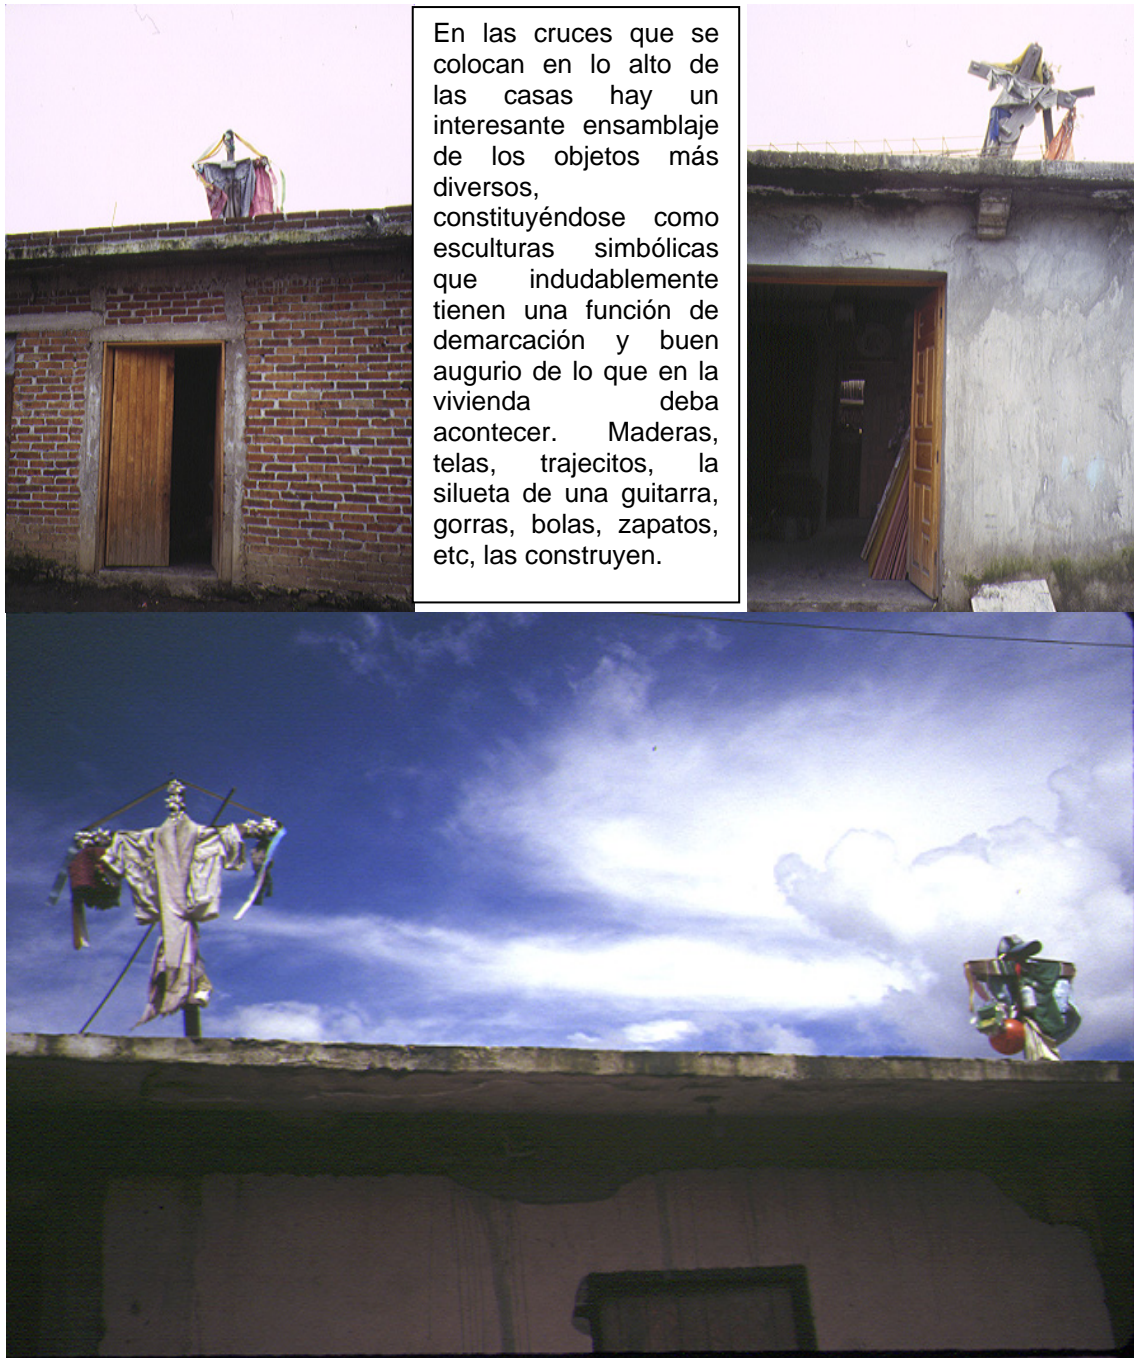 En las cruces que se
colocan en lo alto de
las casas hay un
interesante ensamblaje
de los objetos más
diversos,
constituyéndose como
esculturas simbólicas
que indudablemente
tienen una función de
demarcación y buen
augurio de lo que en la
vivienda deba
acontecer. Maderas,
telas, trajecitos, la
silueta de una guitarra,
gorras, bolas, zapatos,
etc, las construyen.